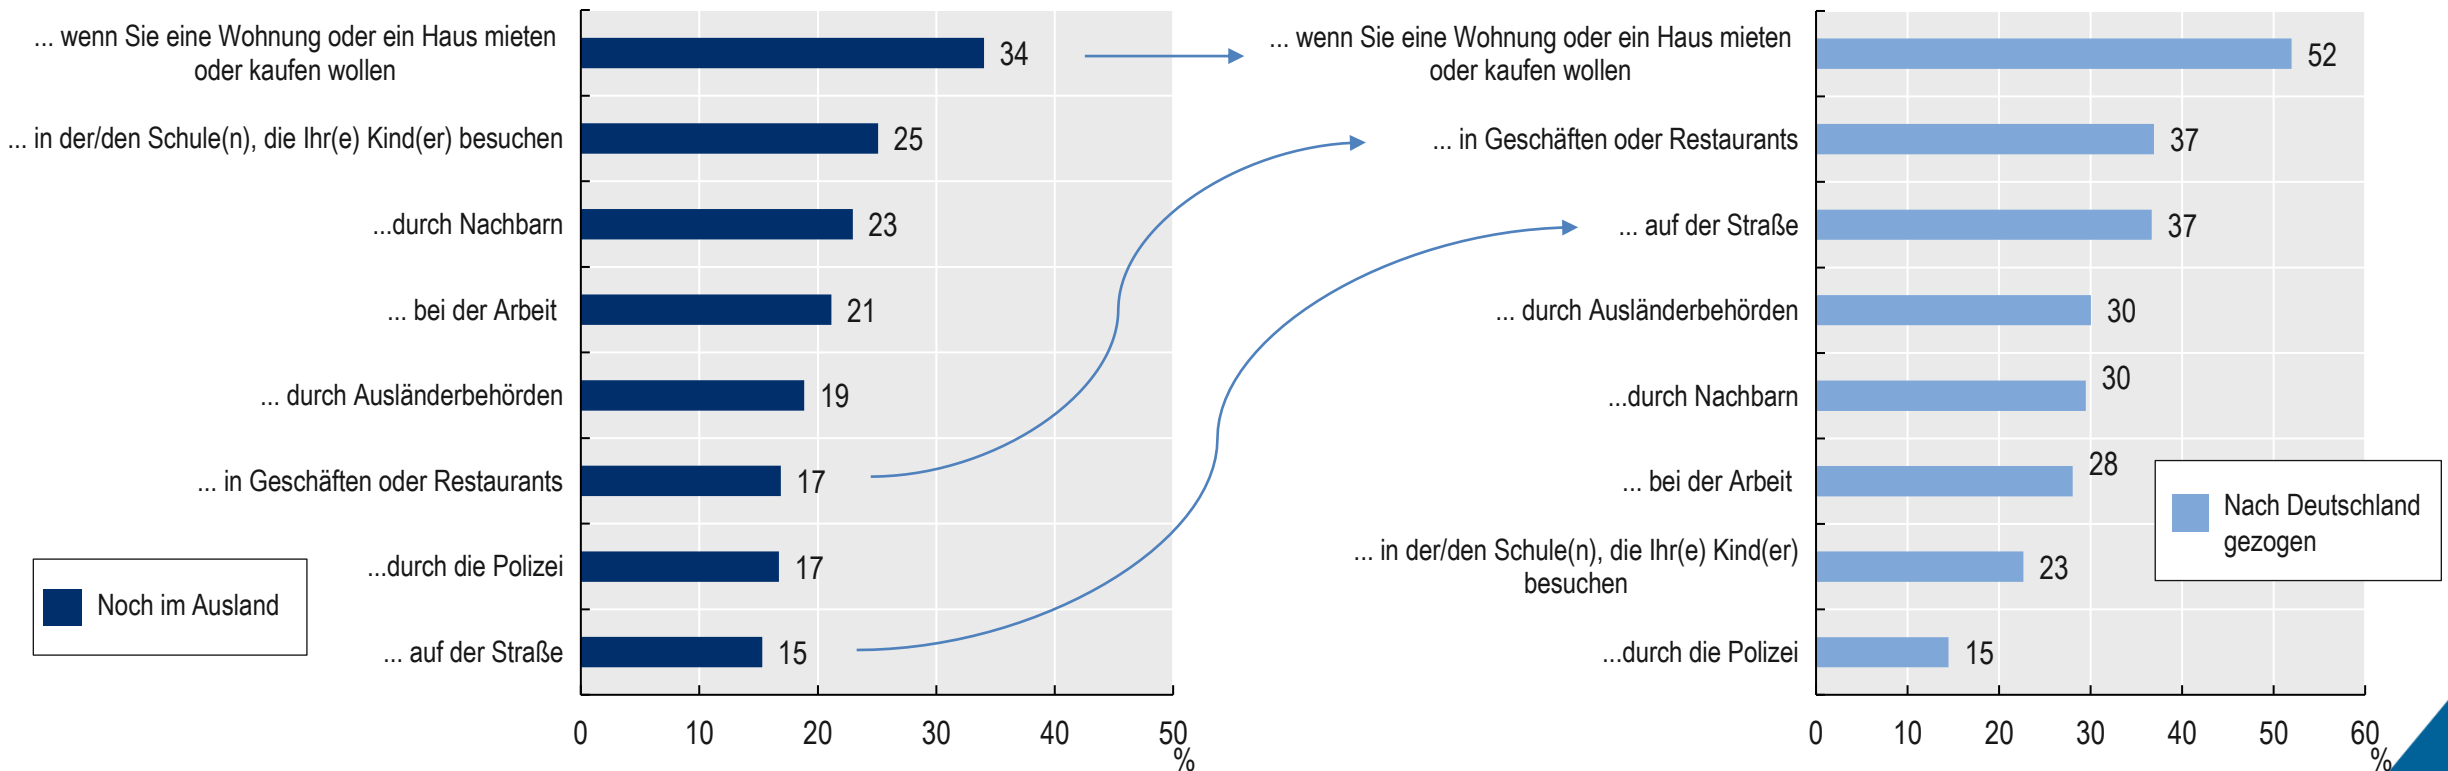 ... wenn Sie eine Wohnung oder ein Haus mieten
oder kaufen wollen
34
... in der/den Schule(n), die Ihr(e) Kind(er) besuchen
25
...durch Nachbarn
23
... bei der Arbeit
21
... durch Ausländerbehörden
19
... in Geschäften oder Restaurants
17
...durch die Polizei
17
... auf der Straße
15
Noch im Ausland
0 10 20 30 40 50
%
... wenn Sie eine Wohnung oder ein Haus mieten
oder kaufen wollen
52
... in Geschäften oder Restaurants
37
... auf der Straße
37
... durch Ausländerbehörden
30
...durch Nachbarn
30
... bei der Arbeit
28
... in der/den Schule(n), die Ihr(e) Kind(er)
besuchen
23
...durch die Polizei
15
Nach Deutschland
gezogen
0 10 20 30 40 50 60
%